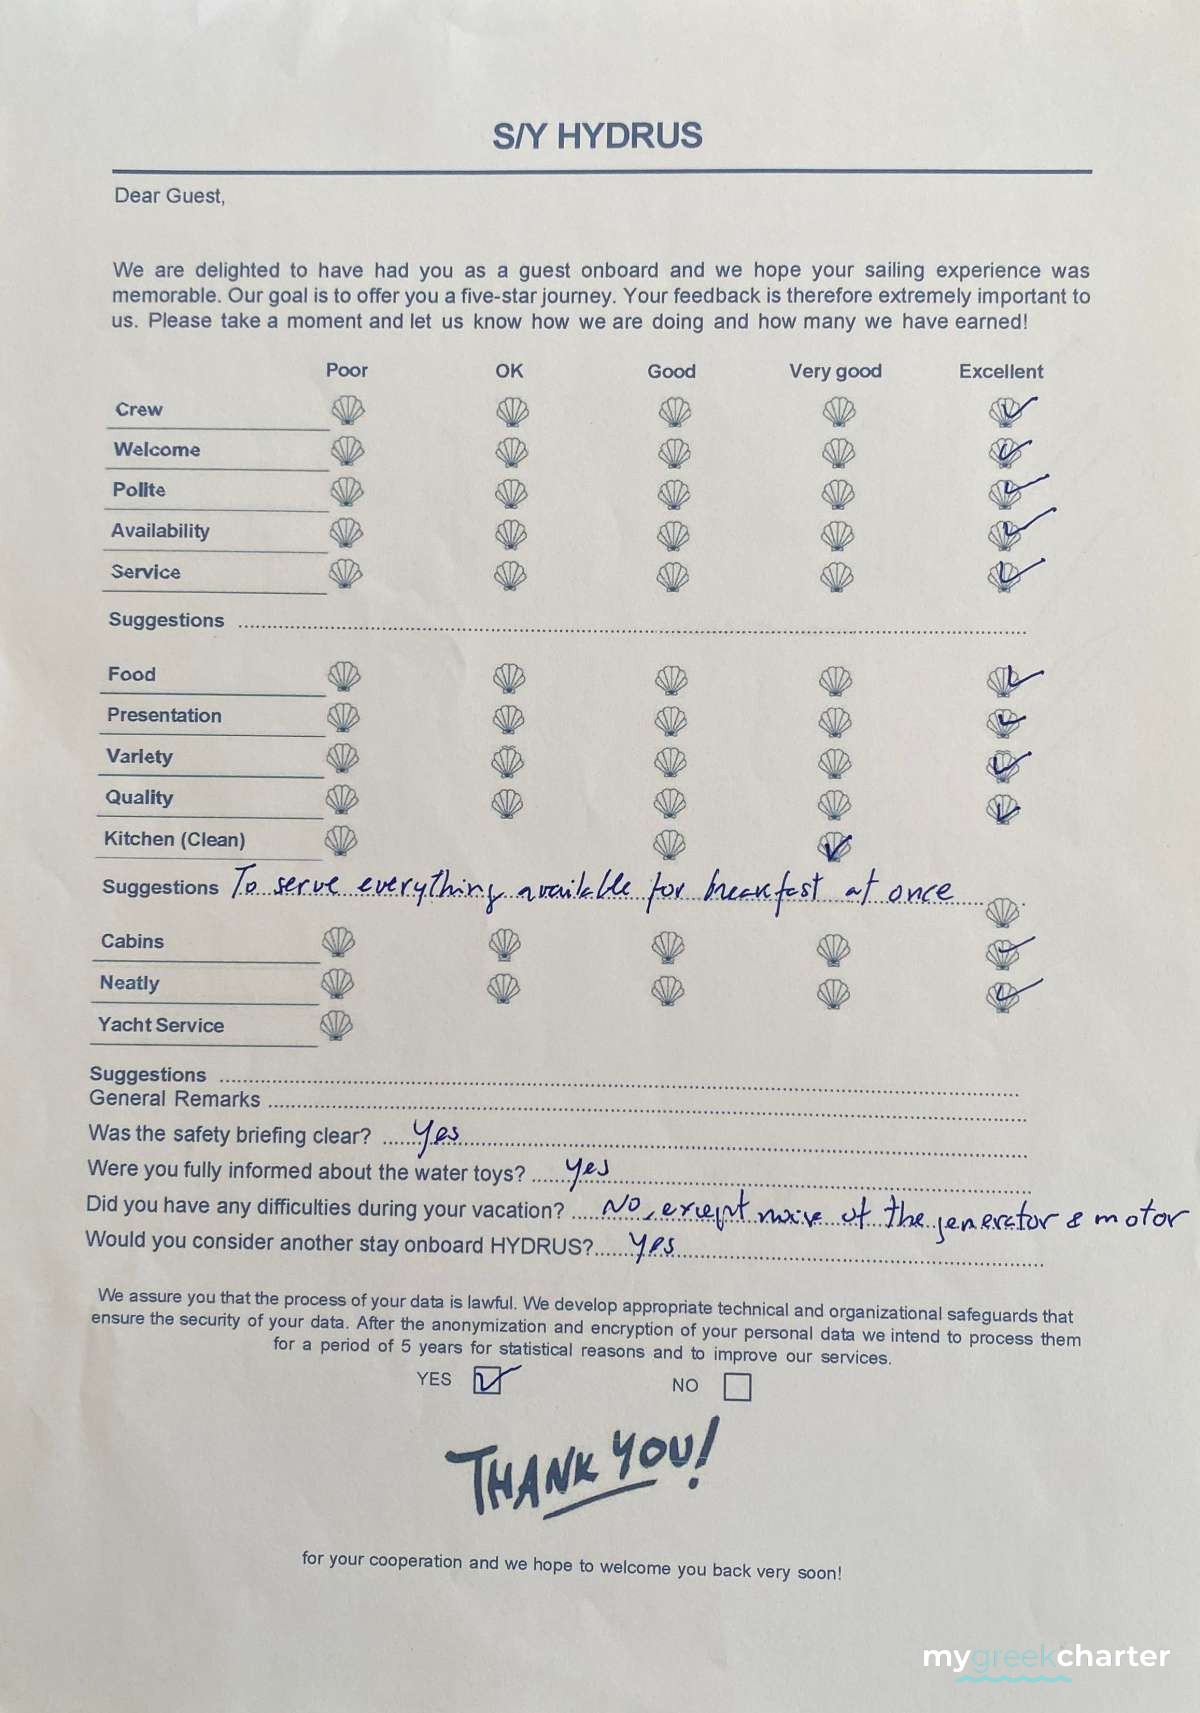 S/Y HYDRUS
Dear Guest,
We are delighted to have had you as a guest onboard and we hope your sailing experience was
memorable. Our goal is to offer you a five-star journey. Your feedback is therefore extremely important to
us. Please take a moment and let us know how we are doing and how many we have earned!
Poor OK Good Very good Excellent
Crew
Welcome
Polite
Availability
Service
Suggestions
Food
Presentation
Variety
Quality
Kitchen (Clean)
Suggestions To serve everything available for breakfast at once
Cabins
Neatly
Yacht Service
Suggestions
General Remarks
Was the safety briefing clear? Yes
Were you fully informed about the water toys? yes
Did you have any difficulties during your vacation? No, except noise of the generator & motor
Would you consider another stay onboard HYDRUS? yes
We assure you that the process of your data is lawful. We develop appropriate technical and organizational safeguards that
ensure the security of your data. After the anonymization and encryption of your personal data we intend to process them
for a period of 5 years for statistical reasons and to improve our services.
YES NO
THANK YOU!
for your cooperation and we hope to welcome you back very soon!
mygreekcharter